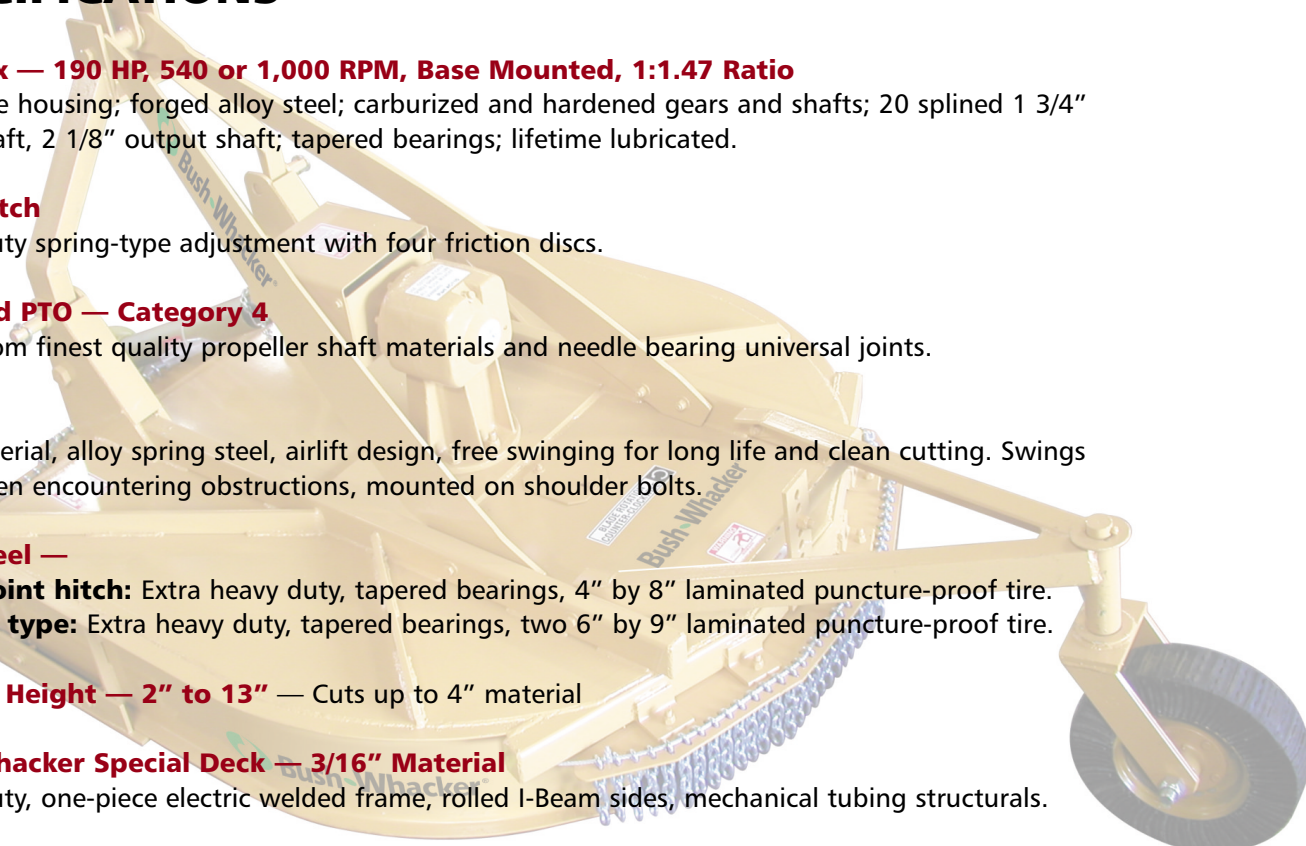 CIFICATIONS
x — 190 HP, 540 or 1,000 RPM, Base Mounted, 1:1.47 Ratio
e housing; forged alloy steel; carburized and hardened gears and shafts; 20 splined 1 3/4”
aft, 2 1/8” output shaft; tapered bearings; lifetime lubricated.
Bush-Whacker
tch
uty spring-type adjustment with four friction discs.
d PTO — Category 4
om finest quality propeller shaft materials and needle bearing universal joints.
erial, alloy spring steel, airlift design, free swinging for long life and clean cutting. Swings
en encountering obstructions, mounted on shoulder bolts.
Bush-Whacker
eel —
oint hitch: Extra heavy duty, tapered bearings, 4” by 8” laminated puncture-proof tire.
type: Extra heavy duty, tapered bearings, two 6” by 9” laminated puncture-proof tire.
Height — 2” to 13” — Cuts up to 4” material
hacker Special Deck — 3/16” Material
Bush-Whacker
uty, one-piece electric welded frame, rolled I-Beam sides, mechanical tubing structurals.